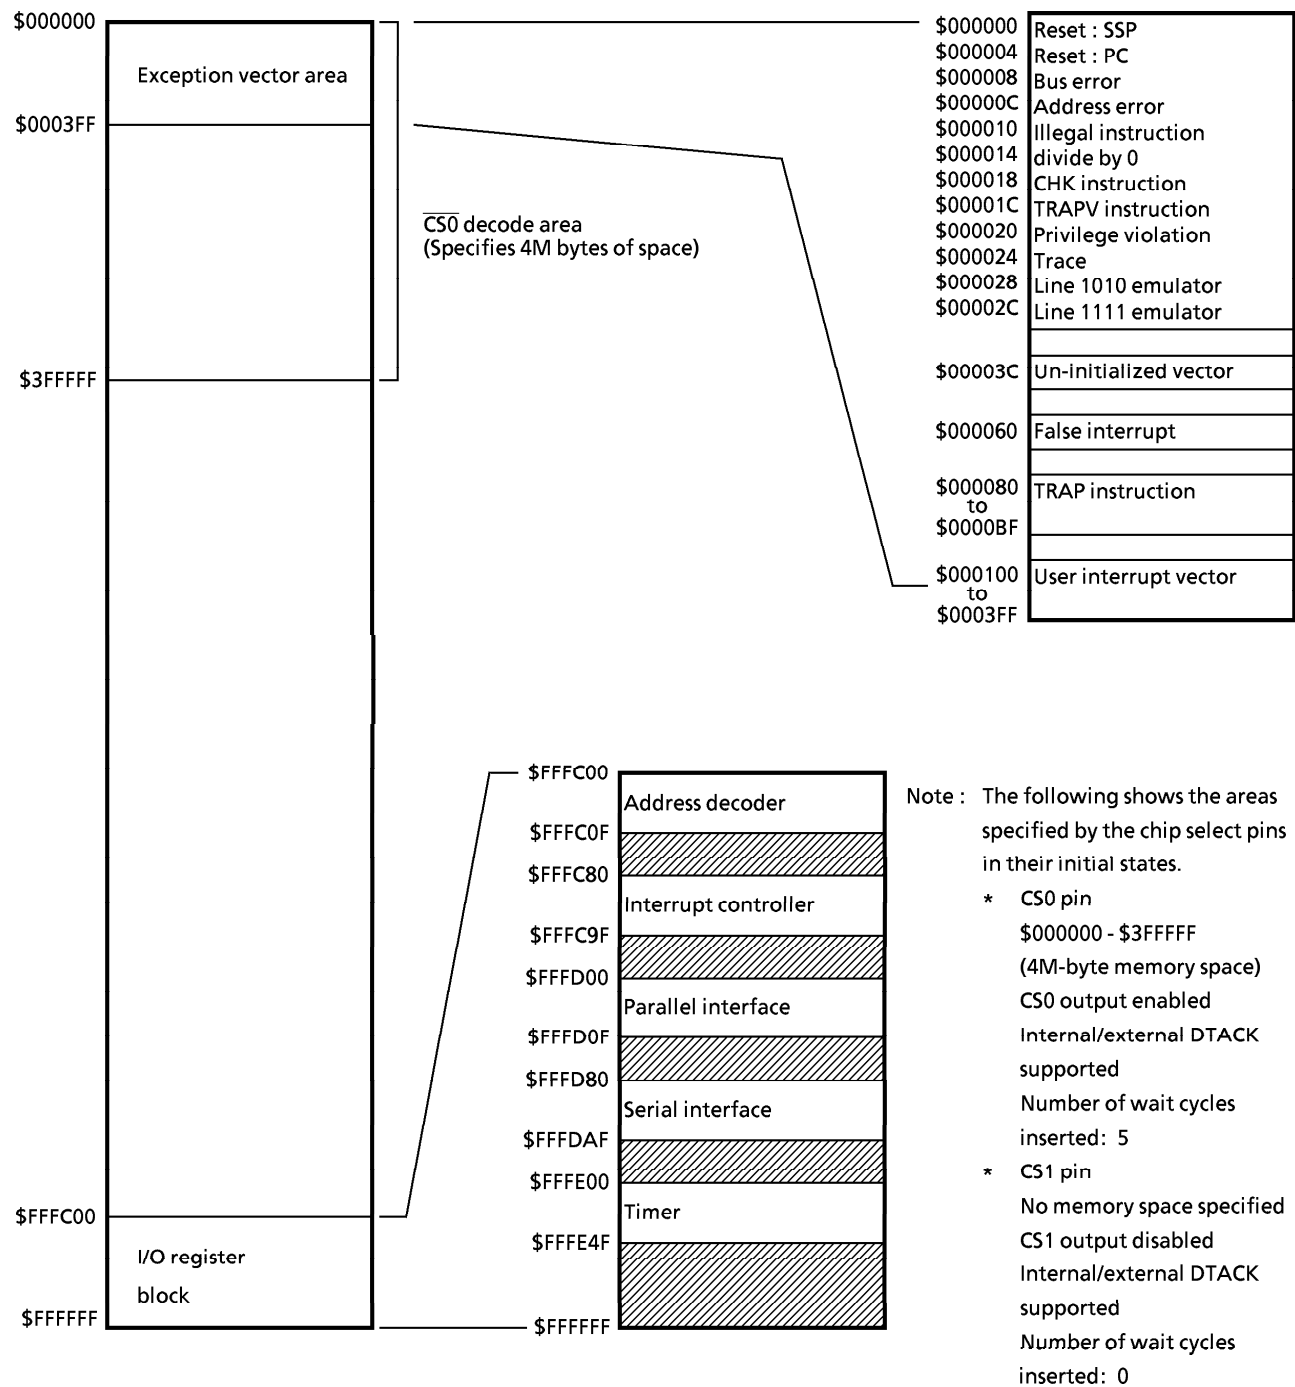 $000000
Exception vector area
$0003FF
CS0 decode area
(Specifies 4M bytes of space)
$3FFFFF
$FFFC00
I/O register
block
$FFFFFF
$000000 Reset : SSP
$000004 Reset : PC
$000008 Bus error
$00000C Address error
$000010 Illegal instruction
$000014 divide by 0
$000018 CHK instruction
$00001C TRAPV instruction
$000020 Privilege violation
$000024 Trace
$000028 Line 1010 emulator
$00002C Line 1111 emulator
$00003C Un-initialized vector
$000060 False interrupt
$000080 TRAP instruction
to
$0000BF
$000100 User interrupt vector
to
$0003FF
$FFFC00
Address decoder
$FFFC0F
$FFFC80
Interrupt controller
$FFFC9F
$FFFD00
Parallel interface
$FFFD0F
$FFFD80
Serial interface
$FFFDAF
$FFFE00
Timer
$FFFE4F
$FFFFFF
Note : The following shows the areas
specified by the chip select pins
in their initial states.
* CS0 pin
$000000 - $3FFFFF
(4M-byte memory space)
CS0 output enabled
Internal/external DTACK
supported
Number of wait cycles
inserted: 5
* CS1 pin
No memory space specified
CS1 output disabled
Internal/external DTACK
supported
Number of wait cycles
inserted: 0